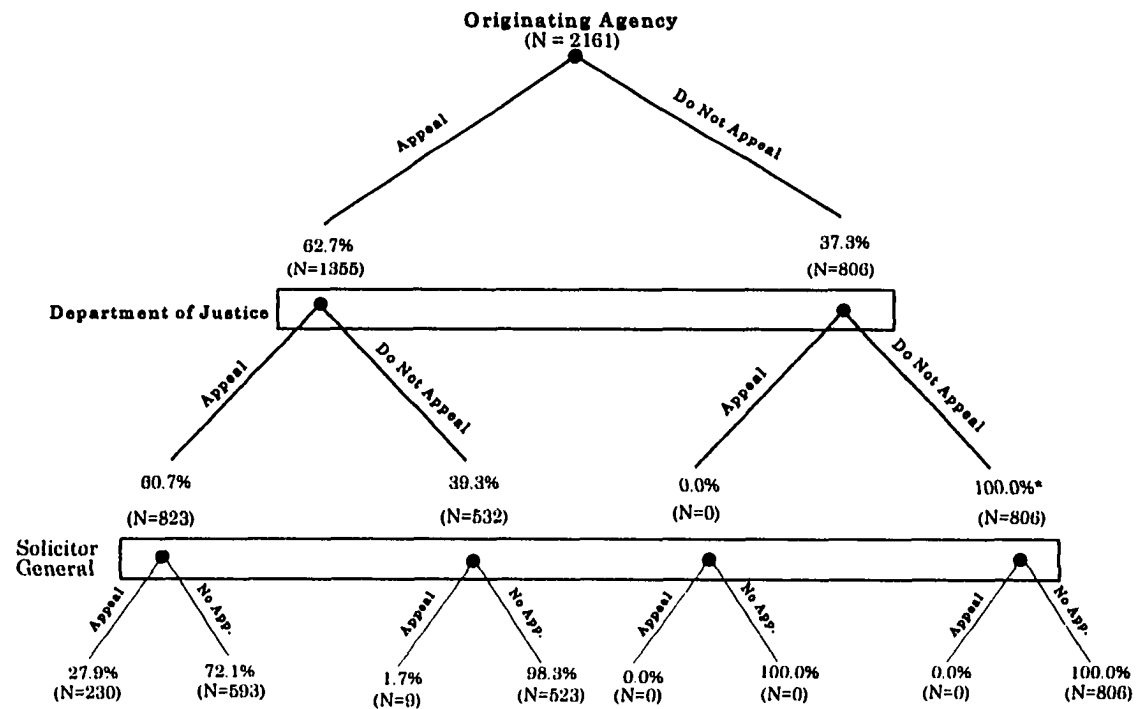 Originating Agency
(N = 2161)
Appeal
Do Not Appeal
62.7%
(N=1355)
37.3%
(N=806)
Department of Justice
Appeal
Do Not Appeal
Appeal
Do Not Appeal
60.7%
(N=823)
39.3%
(N=532)
0.0%
(N=0)
100.0%*
(N=806)
Solicitor
General
Appeal
No App.
Appeal
No App.
Appeal
No App.
Appeal
No App.
27.9%
(N=230)
72.1%
(N=593)
1.7%
(N=9)
98.3%
(N=523)
0.0%
(N=0)
100.0%
(N=0)
0.0%
(N=0)
100.0%
(N=806)